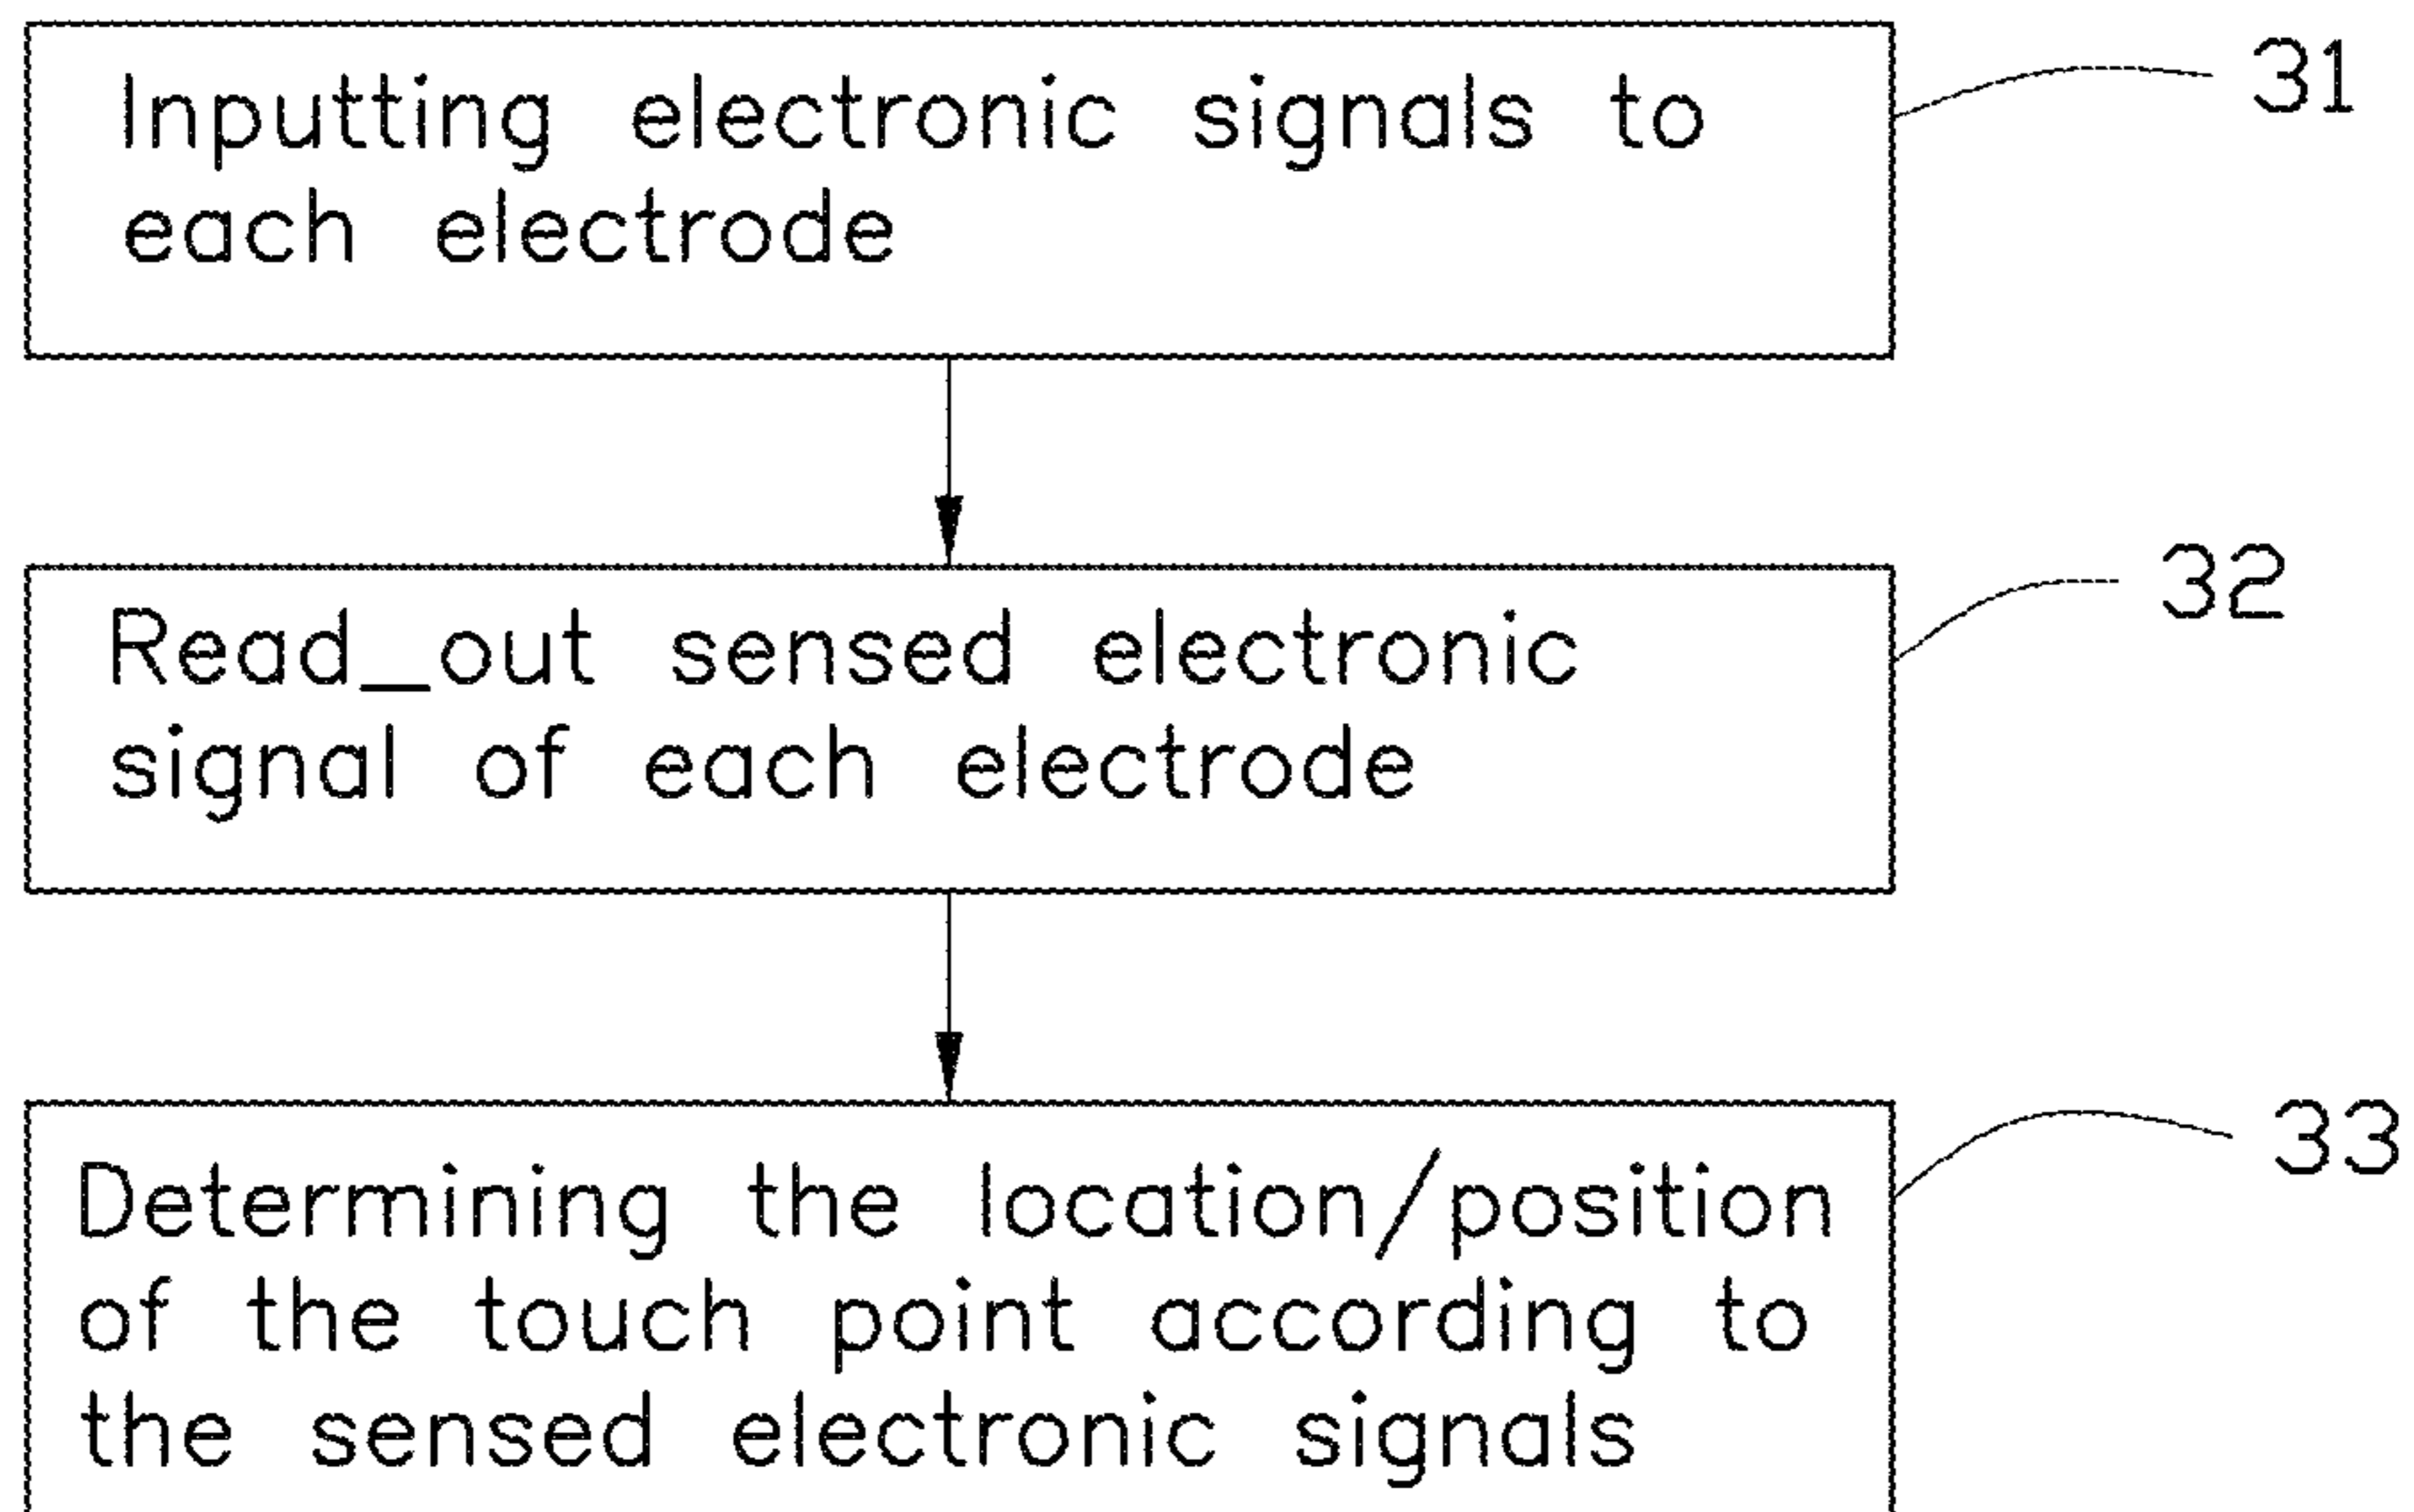 Inputting electronic signals to
each electrode
31
Read_out sensed electronic
signal of each electrode
32
Determining the location/position
of the touch point according to
the sensed electronic signals
33